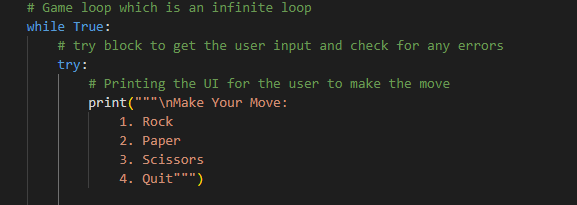 # Game loop which is an infinite loop
while True:
    # try block to get the user input and check for any errors
    try:
        # Printing the UI for the user to make the move
        print("""\nMake Your Move:
            1. Rock
            2. Paper
            3. Scissors
            4. Quit""")